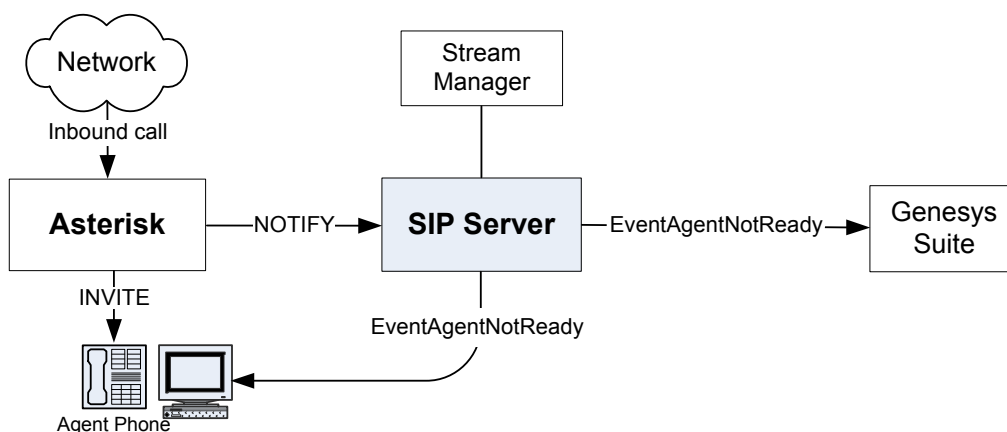 Network
Stream
Manager
Inbound call
Asterisk
NOTIFY
SIP Server
EventAgentNotReady
Genesys
Suite
INVITE
EventAgentNotReady
Agent Phone